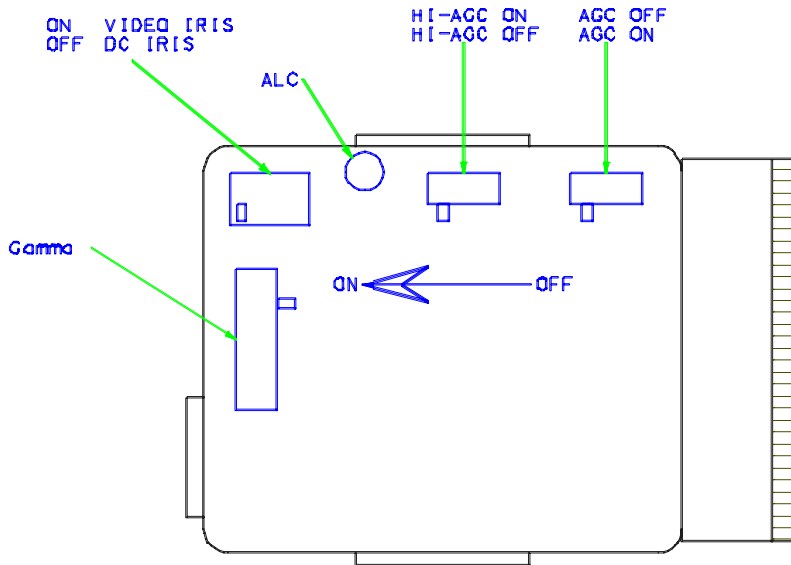 ON VIDEO IRIS
OFF DC IRIS
ALC
HI-AGC ON
HI-AGC OFF
AGC OFF
AGC ON
Gamma
ON
OFF